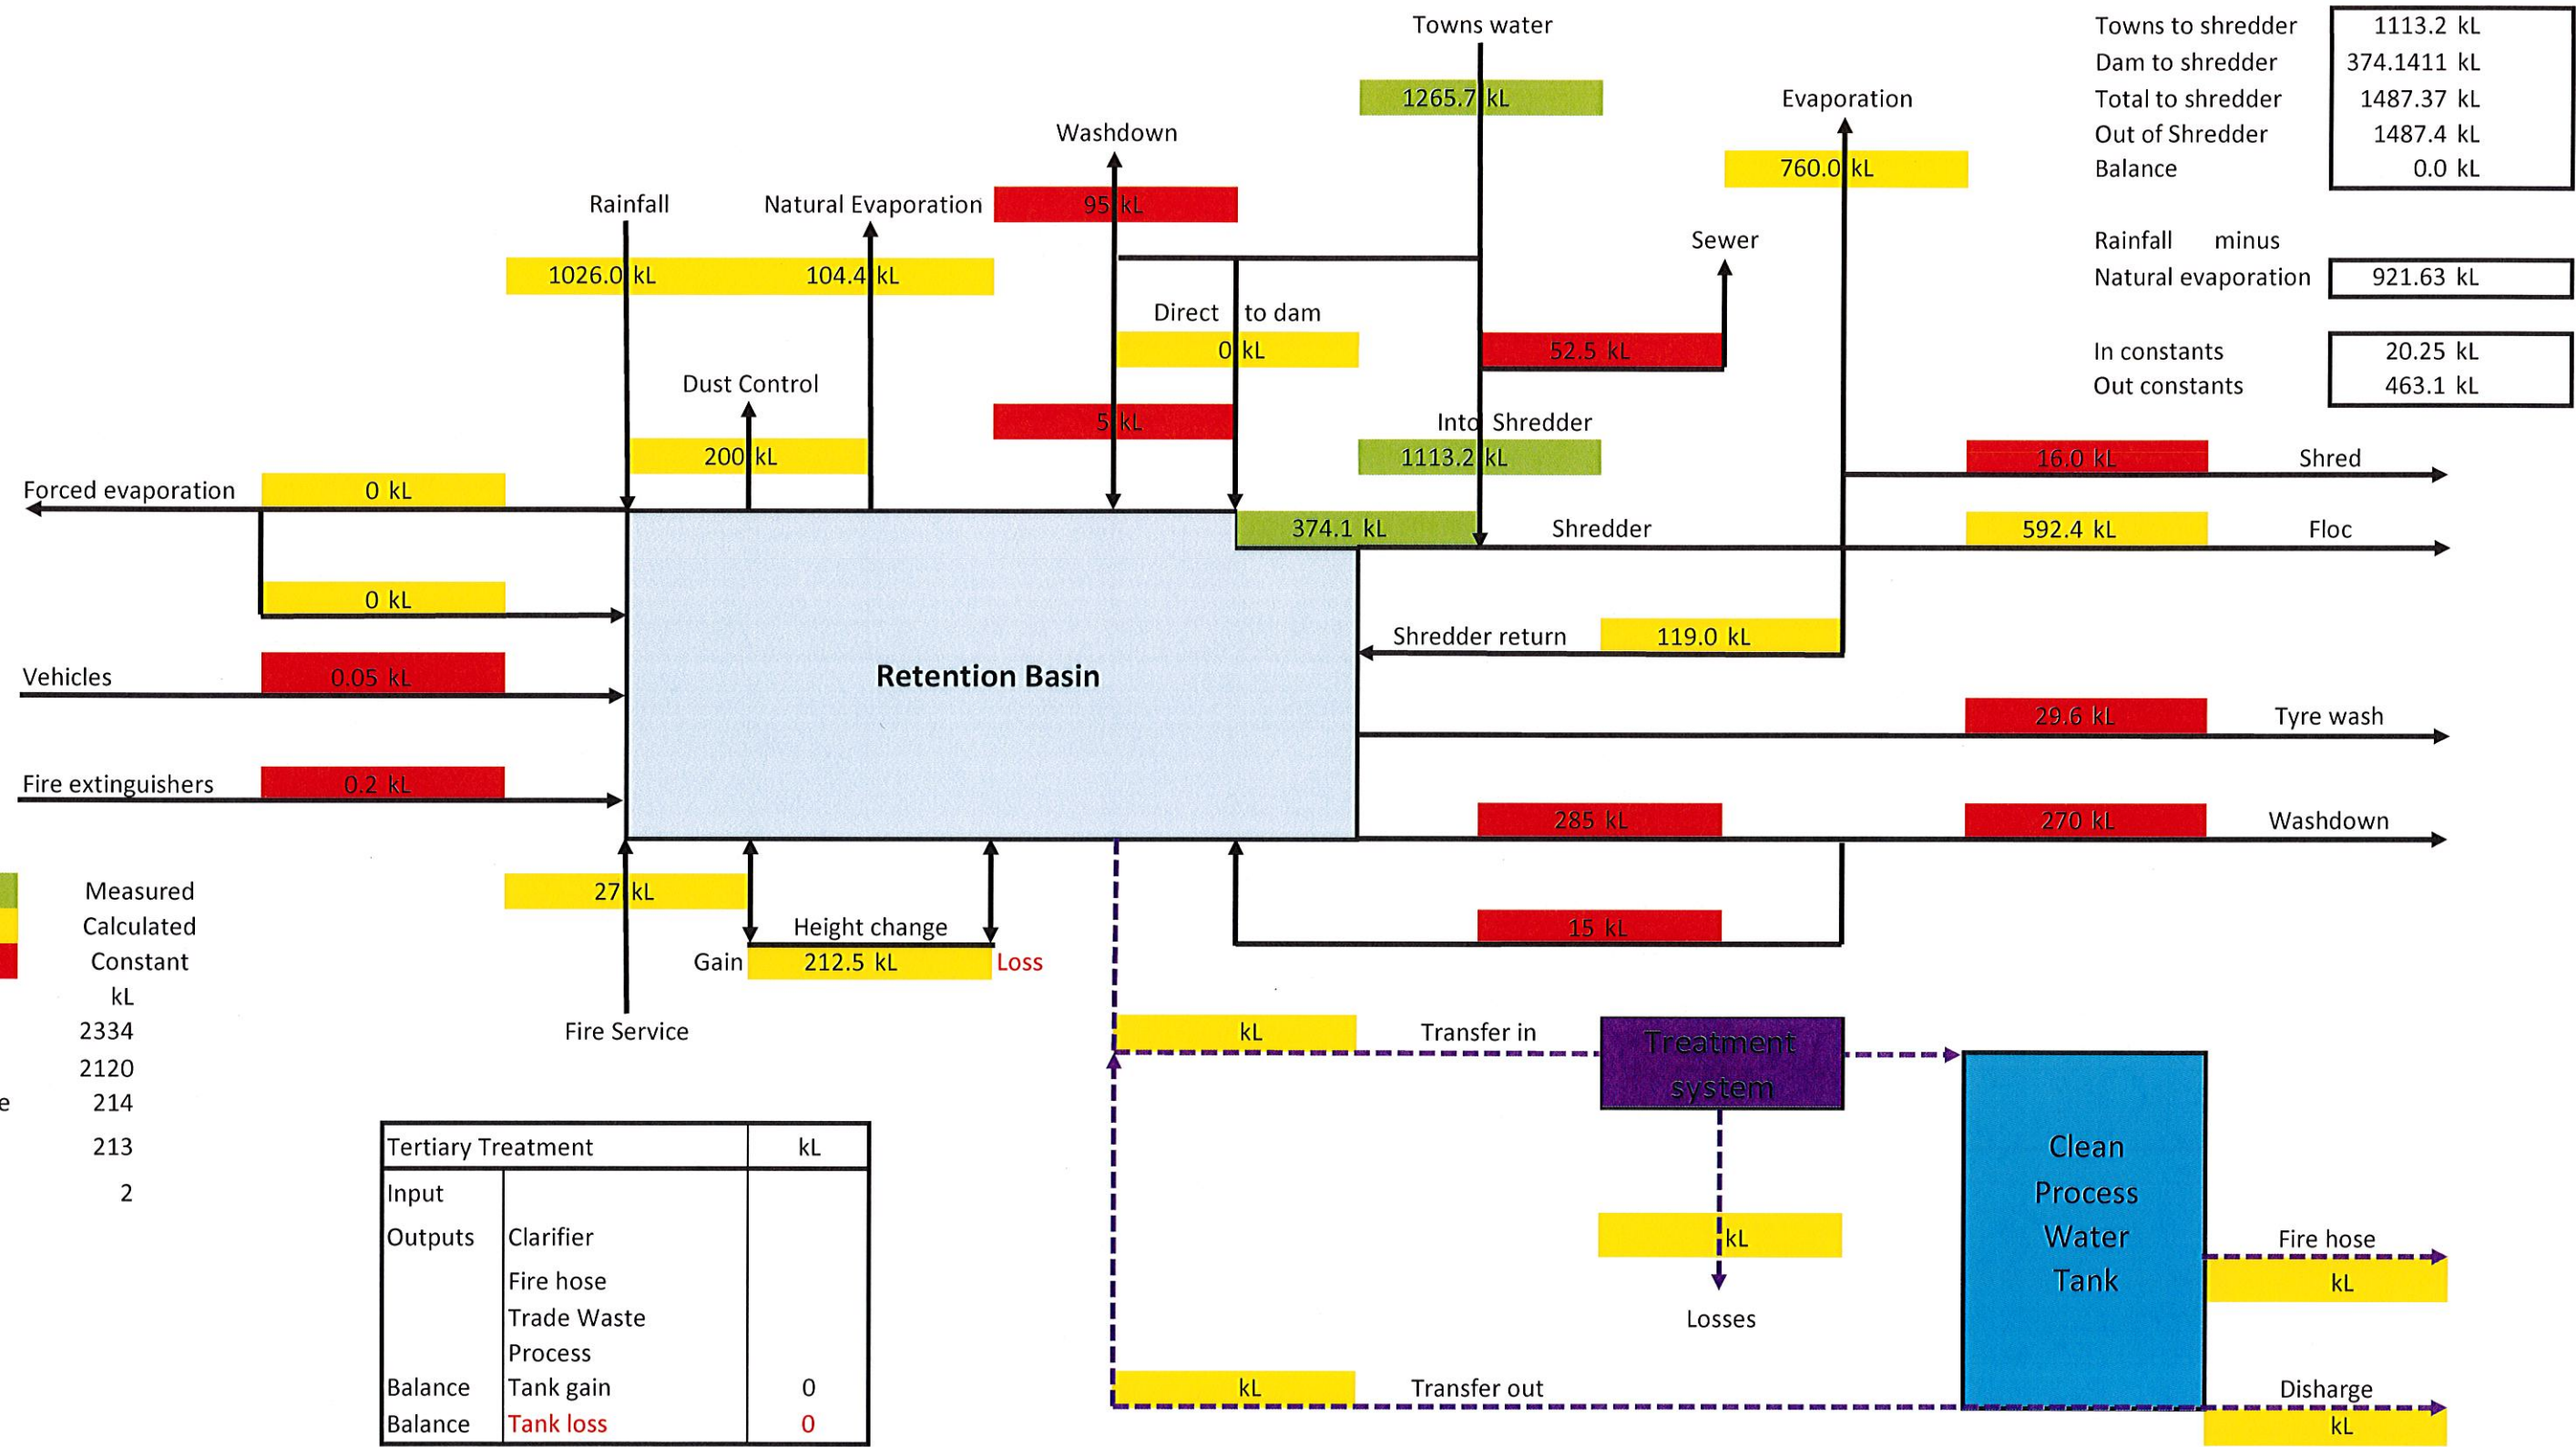 Towns water
1265.7 kL
Towns to shredder 1113.2 kL
Dam to shredder 374.1411 kL
Total to shredder 1487.37 kL
Out of Shredder 1487.4 kL
Balance 0.0 kL
Rainfall minus
Natural evaporation 921.63 kL
In constants 20.25 kL
Out constants 463.1 kL
Evaporation
760.0 kL
Washdown
95 kL
Rainfall
1026.0 kL
Natural Evaporation
104.4 kL
Sewer
52.5 kL
Direct to dam
0 kL
5 kL
Dust Control
200 kL
Into Shredder
1113.2 kL
Forced evaporation 0 kL
0 kL
374.1 kL Shredder
16.0 kL Shred
592.4 kL Floc
Shredder return 119.0 kL
Vehicles 0.05 kL
Retention Basin
29.6 kL Tyre wash
Fire extinguishers 0.2 kL
285 kL 270 kL Washdown
15 kL
Measured
Calculated
Constant
kL
2334
2120
e 214
213
2
27 kL
Fire Service
Height change
Gain 212.5 kL Loss
kL Transfer in
Treatment
system
kL
Losses
Clean
Process
Water
Tank
Fire hose
kL
kL Transfer out
Disharge
kL
Tertiary Treatment kL
Input
Outputs Clarifier
Fire hose
Trade Waste
Process
Balance Tank gain 0
Balance Tank loss 0